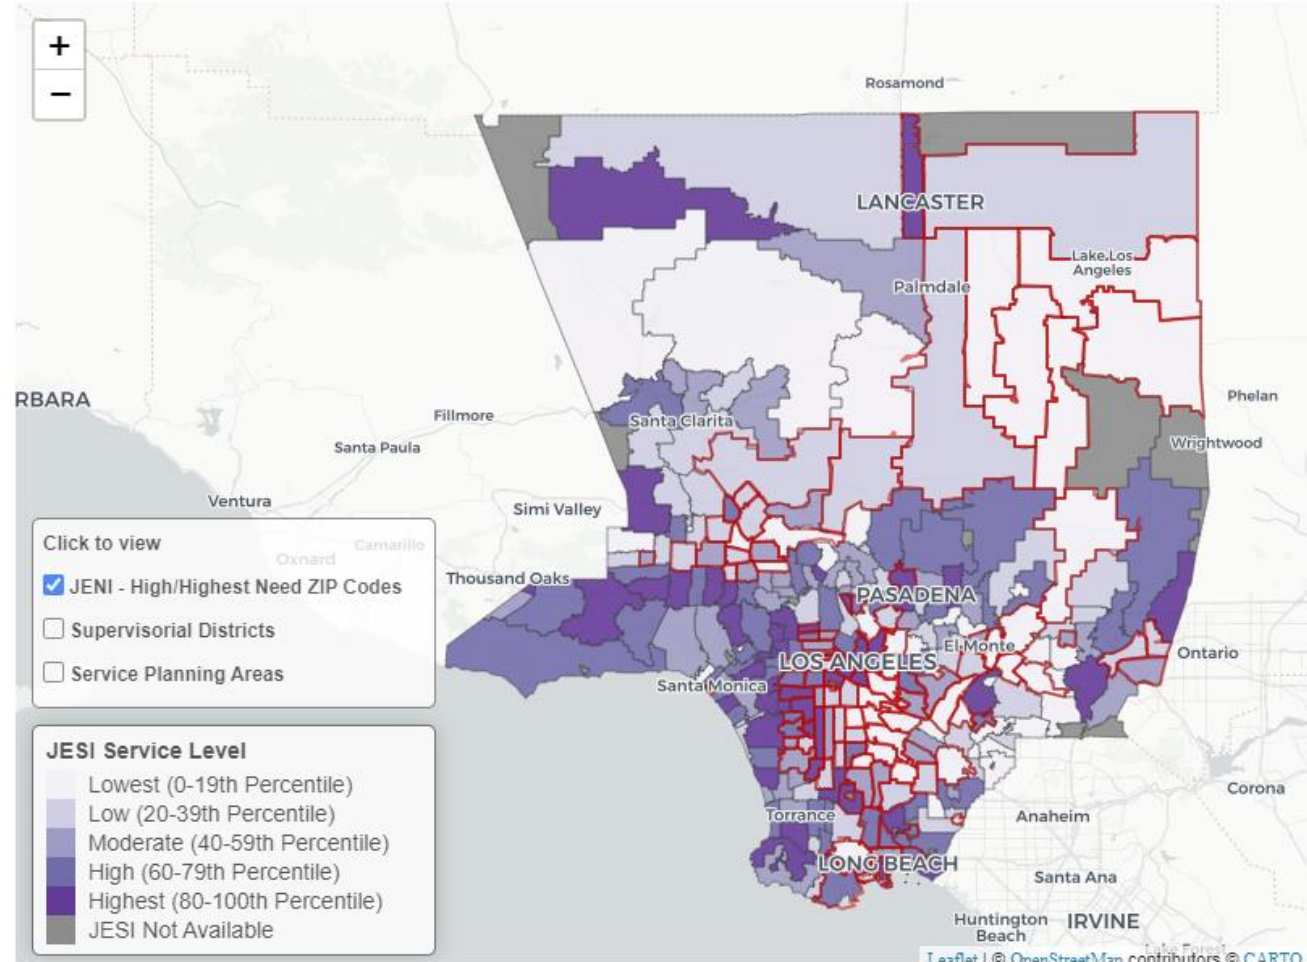 +
−
Rosamond
LANCASTER
Lake Los
Angeles
Palmdale
RBARA
Fillmore
Santa Clarita
Phelan
Santa Paula
Wrightwood
Ventura
Simi Valley
Click to view
Oxnard
Camarillo
JENI - High/Highest Need ZIP Codes
Supervisorial Districts
Service Planning Areas
Thousand Oaks
PASADENA
El Monte
Ontario
LOS ANGELES
Santa Monica
JESI Service Level
Lowest (0-19th Percentile)
Low (20-39th Percentile)
Moderate (40-59th Percentile)
High (60-79th Percentile)
Highest (80-100th Percentile)
JESI Not Available
Corona
Torrance
Anaheim
LONG BEACH
Santa Ana
Huntington
Beach
IRVINE
Lake Forest
Leaflet | © OpenStreetMap contributors © CARTO